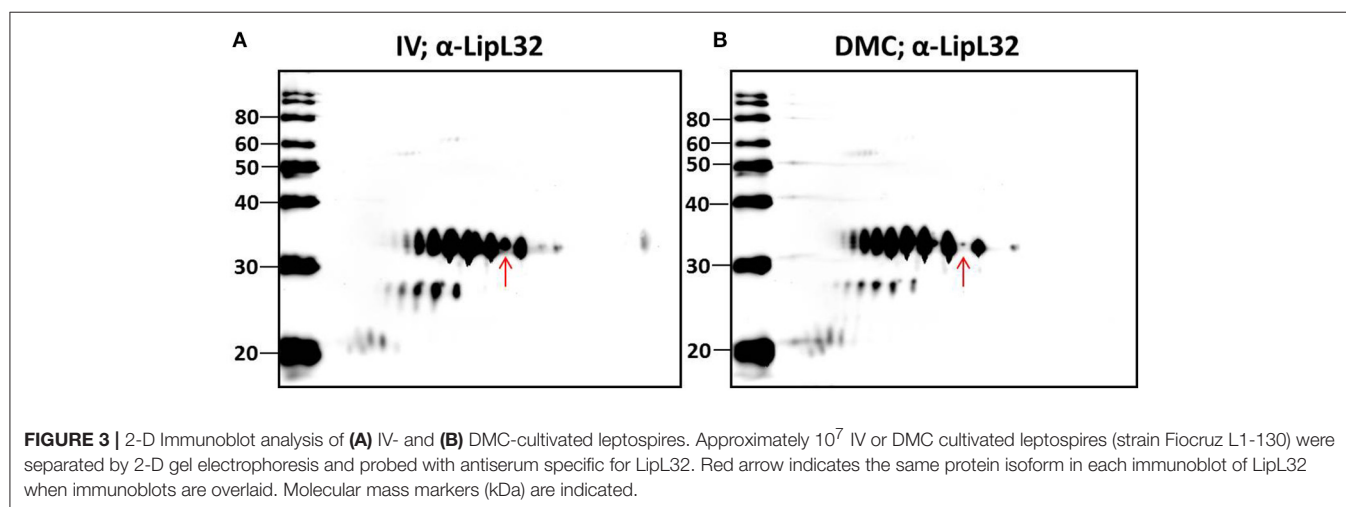 A
IV; α-LipL32
80
60
50
40
30
20
B
DMC; α-LipL32
80
60
50
40
30
20
FIGURE 3 | 2-D Immunoblot analysis of (A) IV- and (B) DMC-cultivated leptospires. Approximately 10⁷ IV or DMC cultivated leptospires (strain Fiocruz L1-130) were
separated by 2-D gel electrophoresis and probed with antiserum specific for LipL32. Red arrow indicates the same protein isoform in each immunoblot of LipL32
when immunoblots are overlaid. Molecular mass markers (kDa) are indicated.